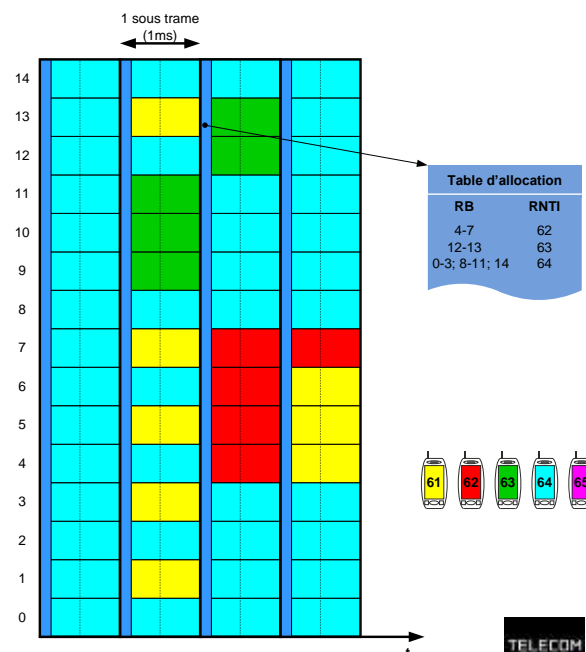 1 sous trame
(1ms)
14
13
12
11
10
9
8
7
6
5
4
3
2
1
0
Table d'allocation
RB RNTI
4-7 62
12-13 63
0-3; 8-11; 14 64
61 62 63 64 65
t
TELECOM